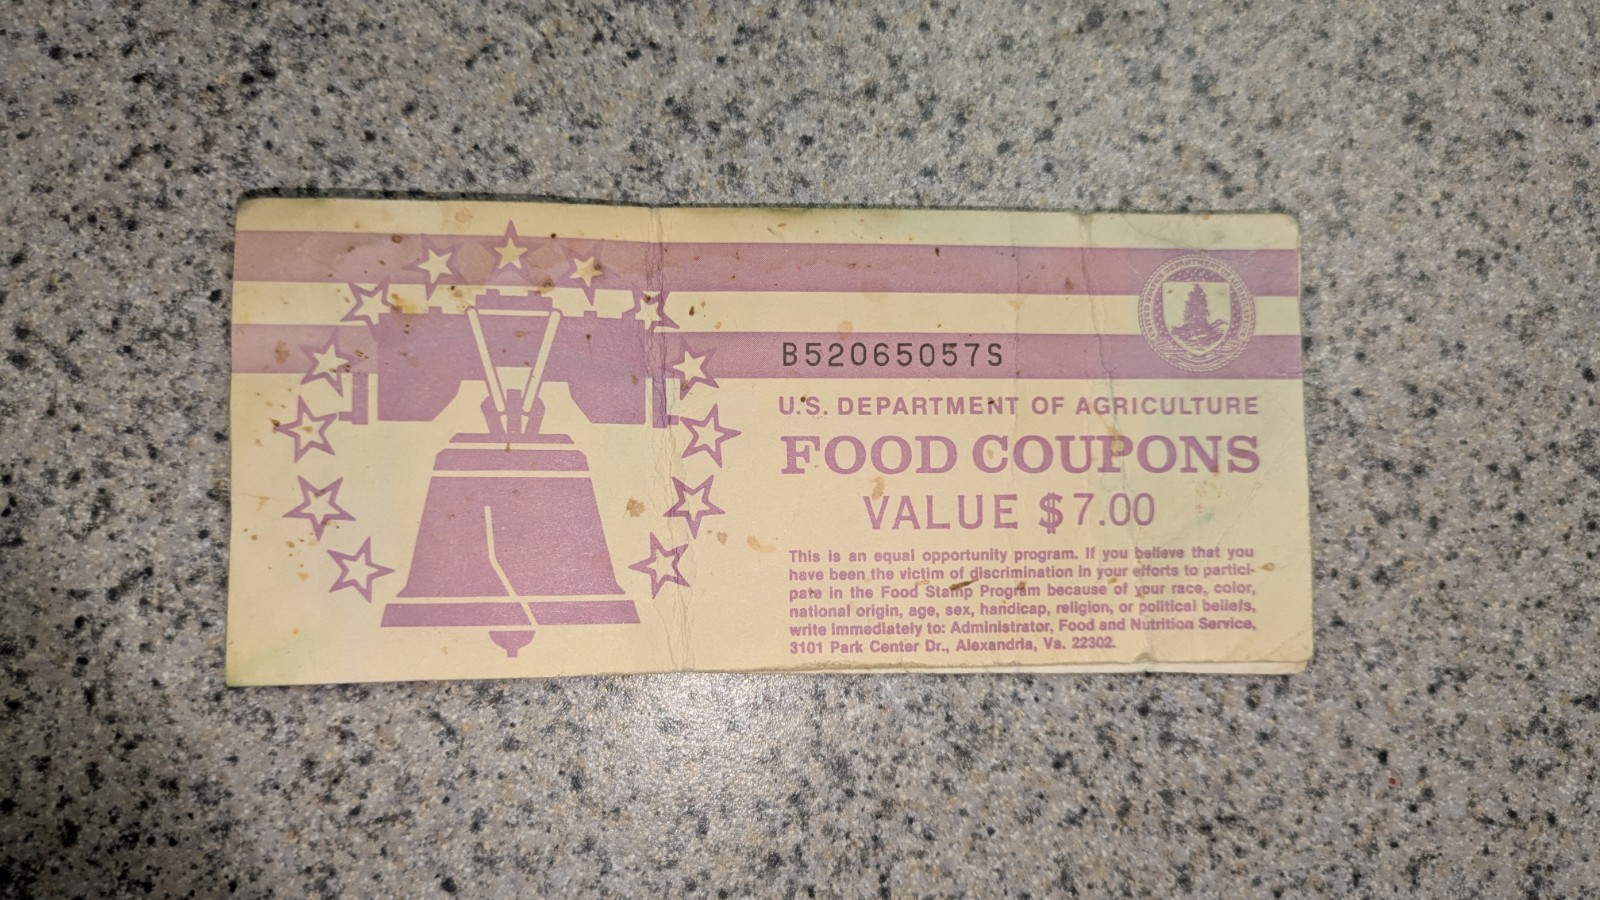 B52065057S
U.S. DEPARTMENT OF AGRICULTURE
FOOD COUPONS
VALUE $7.00
This is an equal opportunity program. If you believe that you
have been the victim of discrimination in your efforts to partici-
pate in the Food Stamp Program because of your race, color,
national origin, age, sex, handicap, religion, or political beliefs,
write immediately to: Administrator, Food and Nutrition Service,
3101 Park Center Dr., Alexandria, Va. 22302.